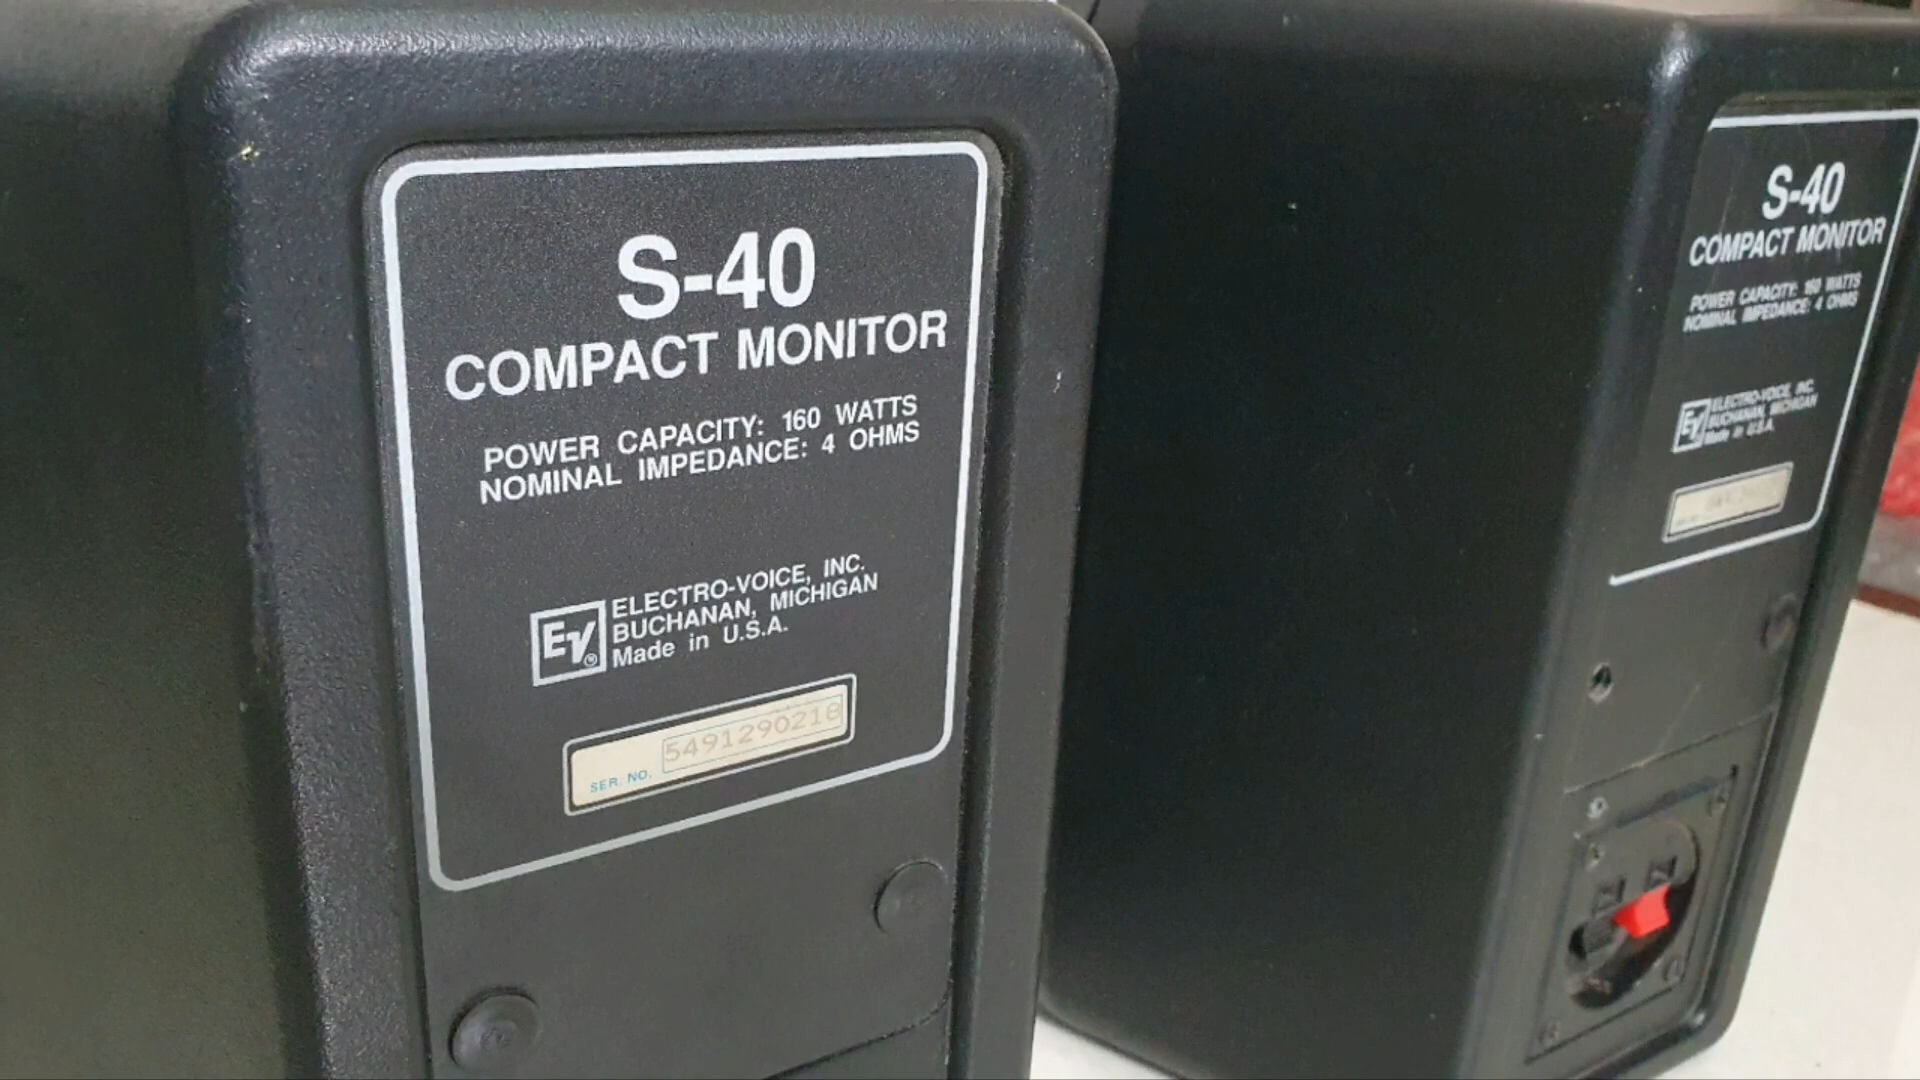 S-40
COMPACT MONITOR
POWER CAPACITY: 160 WATTS
NOMINAL IMPEDANCE: 4 OHMS
EV®
ELECTRO-VOICE, INC.
BUCHANAN, MICHIGAN
Made in U.S.A.
SER. NO. 5491290218
S-40
COMPACT MONITOR
POWER CAPACITY: 160 WATTS
NOMINAL IMPEDANCE: 4 OHMS
EV
ELECTRO-VOICE, INC.
BUCHANAN, MICHIGAN
Made in U.S.A.